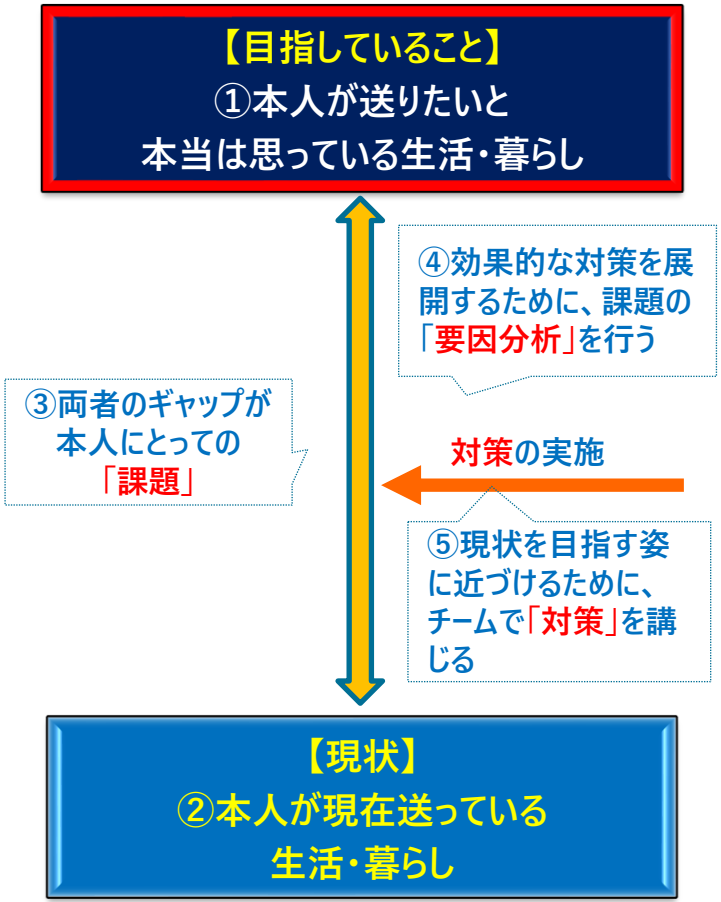 【目指していること】
①本人が送りたいと
本当は思っている生活・暮らし
④効果的な対策を展
開するために、課題の
「要因分析」を行う
③両者のギャップが
本人にとっての
「課題」
対策の実施
⑤現状を目指す姿
に近づけるために、
チームで「対策」を講
じる
【現状】
②本人が現在送っている
生活・暮らし